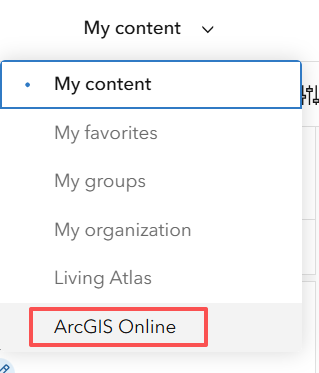 My content
My content
My favorites
My groups
My organization
Living Atlas
ArcGIS Online